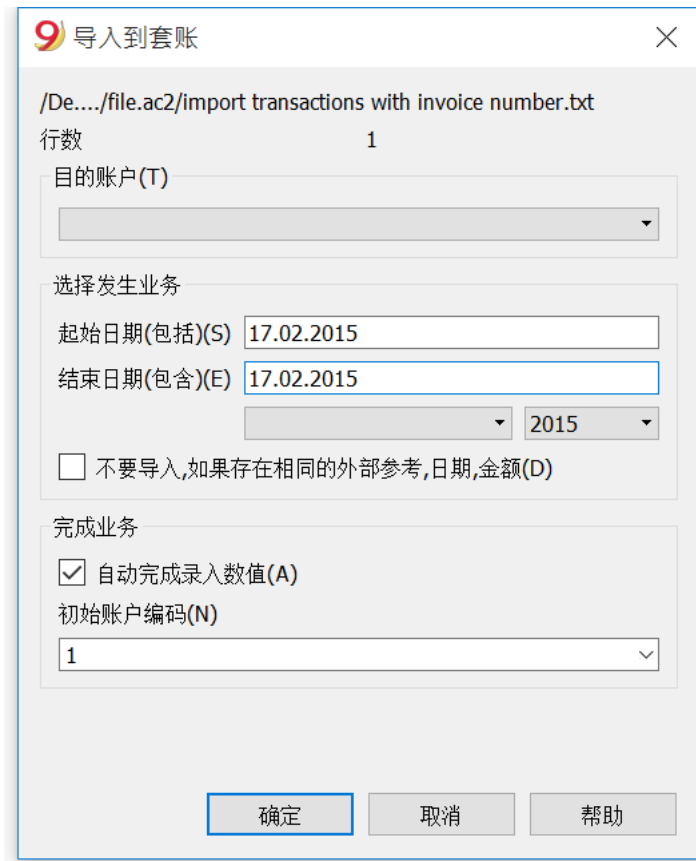 9 导入到套账
/De..../file.ac2/import transactions with invoice number.txt
行数 1
目的账户(T)
选择发生业务
起始日期(包括)(S) 17.02.2015
结束日期(包含)(E) 17.02.2015
2015
不要导入,如果存在相同的外部参考,日期,金额(D)
完成业务
自动完成录入数值(A)
初始账户编码(N)
1
确定 取消 帮助